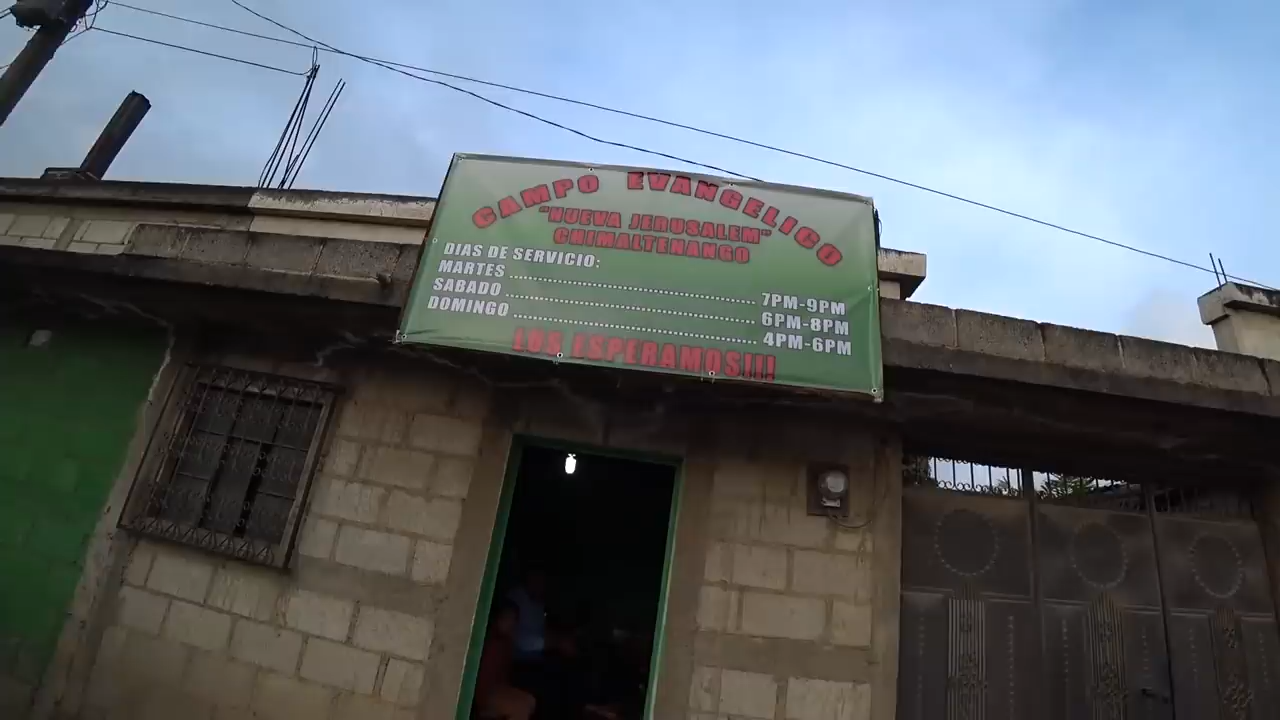 CAMPO EVANGELICO
"NUEVA JERUSALEM"
CHIMALTENANGO
DIAS DE SERVICIO:
MARTES ........................................................ 7PM-9PM
SABADO ........................................................ 6PM-8PM
DOMINGO ........................................................ 4PM-6PM
LOS ESPERAMOS!!!